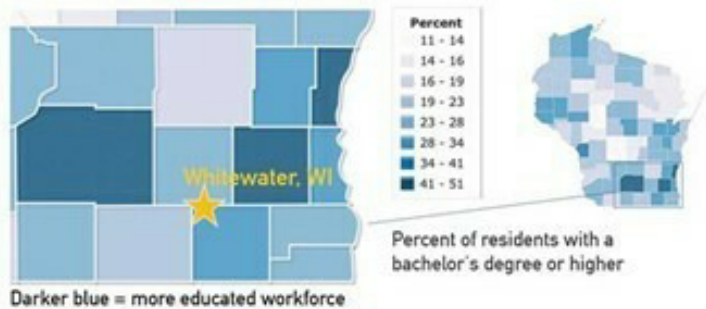 Whitewater, WI
Darker blue = more educated workforce
Percent
11 - 14
14 - 16
16 - 19
19 - 23
23 - 28
28 - 34
34 - 41
41 - 51
Percent of residents with a
bachelor's degree or higher